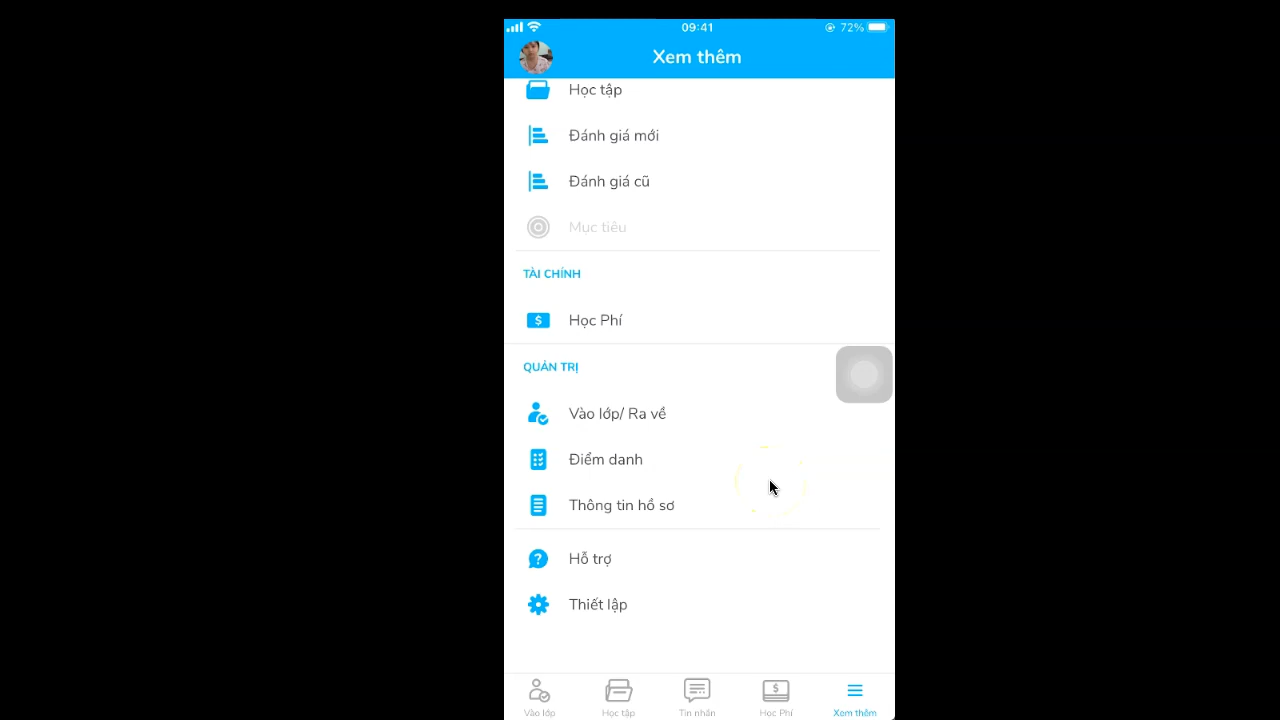 09:41
72%
Xem thêm
Học tập
Đánh giá mới
Đánh giá cũ
Mục tiêu
TÀI CHÍNH
Học Phí
QUẢN TRỊ
Vào lớp/ Ra về
Điểm danh
Thông tin hồ sơ
Hỗ trợ
Thiết lập
Vào lớp
Học tập
Tin nhắn
Học Phí
Xem thêm